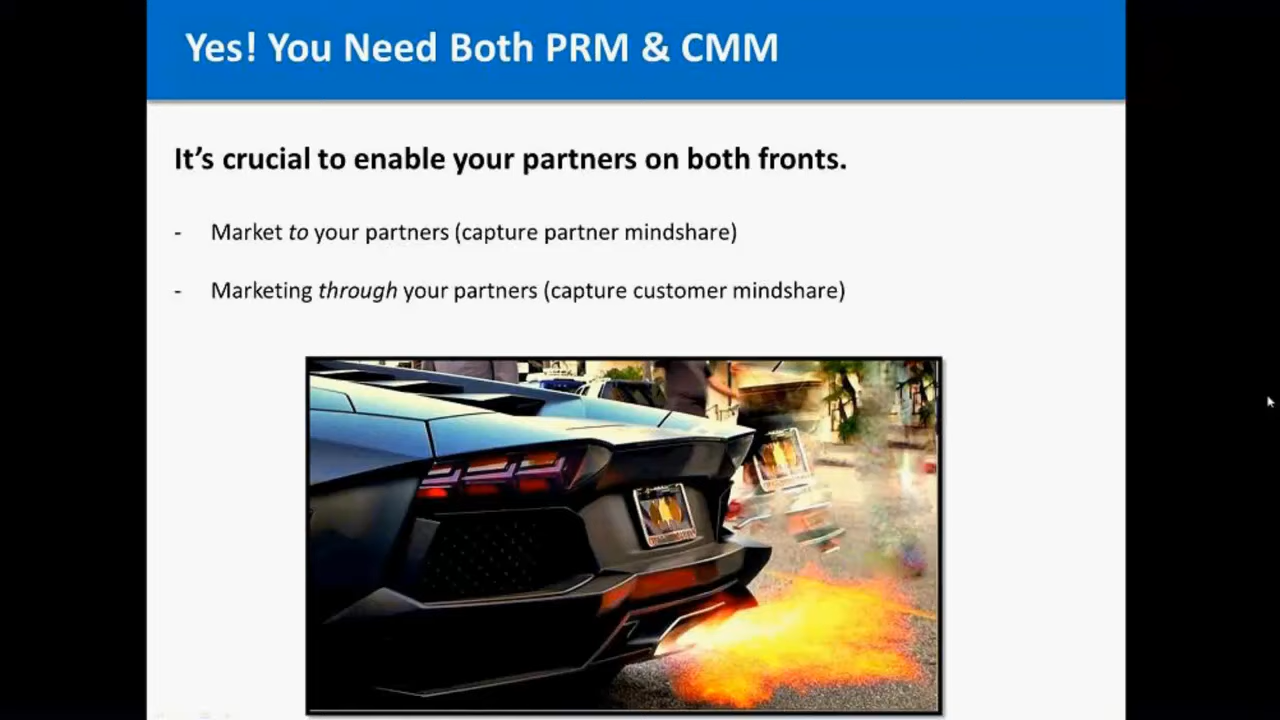 Yes! You Need Both PRM & CMM
It’s crucial to enable your partners on both fronts.
- Market to your partners (capture partner mindshare)
- Marketing through your partners (capture customer mindshare)